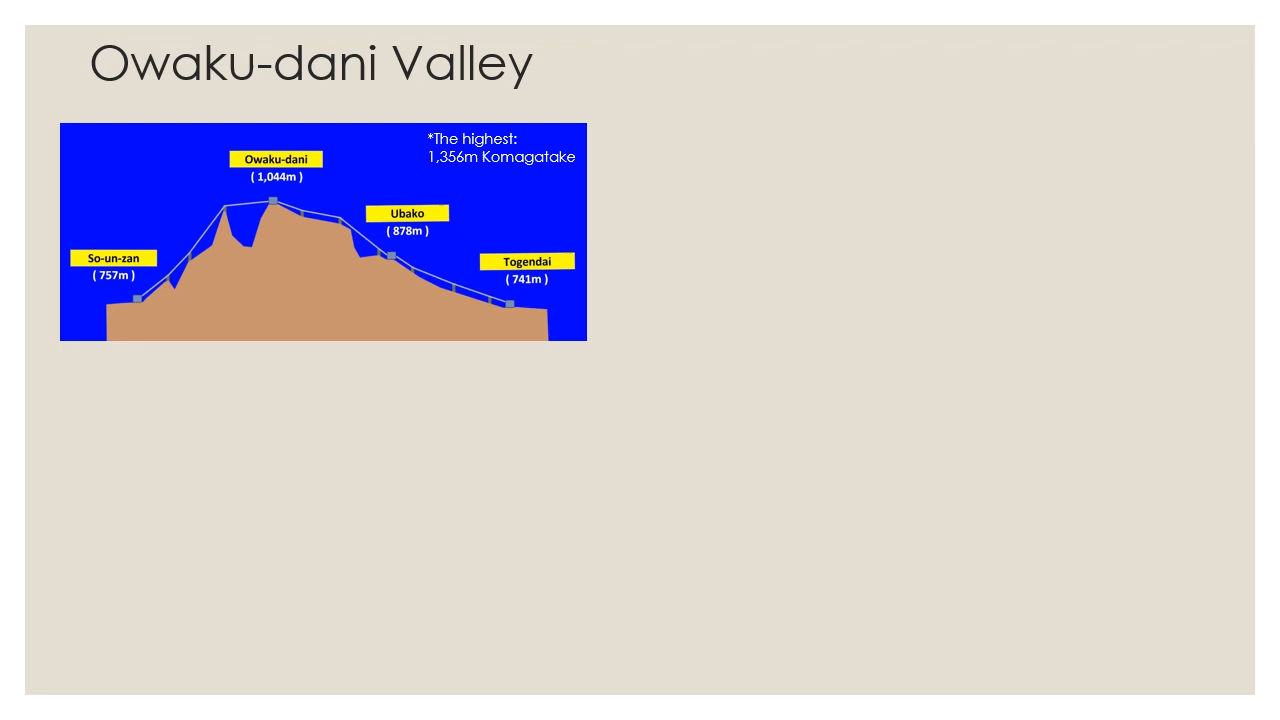 Owaku-dani Valley
*The highest:
1,356m Komagatake
Owaku-dani
( 1,044m )
Ubako
( 878m )
So-un-zan
( 757m )
Togendai
( 741m )